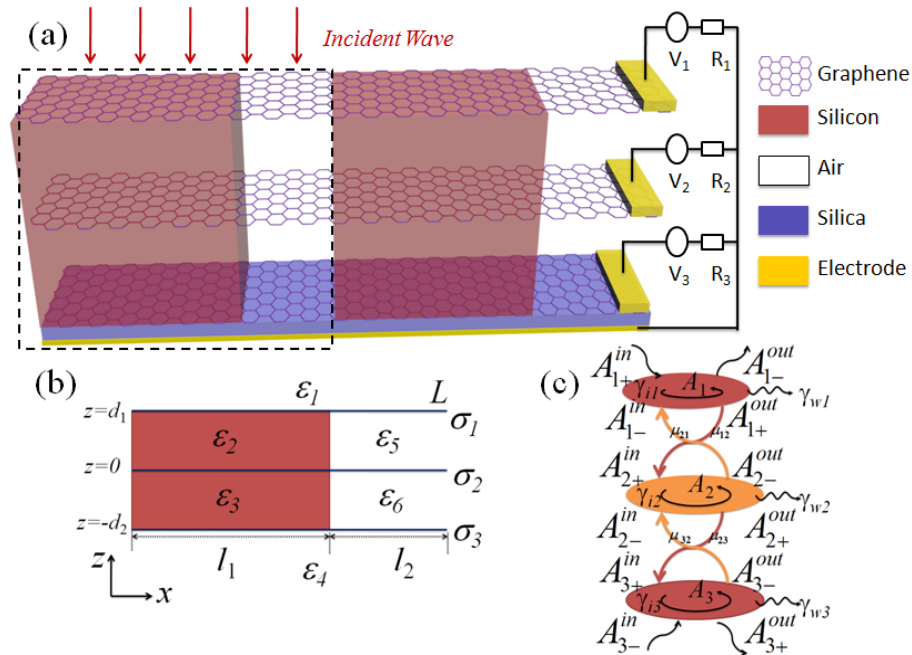 (a)
Incident Wave
V₁ R₁
V₂ R₂
V₃ R₃
Graphene
Silicon
Air
Silica
Electrode
(b)
z=d₁
z=0
z=-d₂
ε₁
L
σ₁
ε₂
ε₅
σ₂
ε₃
ε₆
σ₃
l₁
ε₄
l₂
z
x
(c)
A₁₊ⁱⁿ
A₁₋ᵒᵘᵗ
γᵢ₁
A₁
γw1
A₁₋ⁱⁿ
A₁₊ᵒᵘᵗ
μ₂₁
μ₁₂
A₂₊ⁱⁿ
A₂₋ᵒᵘᵗ
γᵢ₂
A₂
γw2
A₂₋ⁱⁿ
A₂₊ᵒᵘᵗ
μ₃₂
μ₂₃
A₃₊ⁱⁿ
A₃₋ᵒᵘᵗ
γᵢ₃
A₃
γw3
A₃₋ⁱⁿ
A₃₊ᵒᵘᵗ